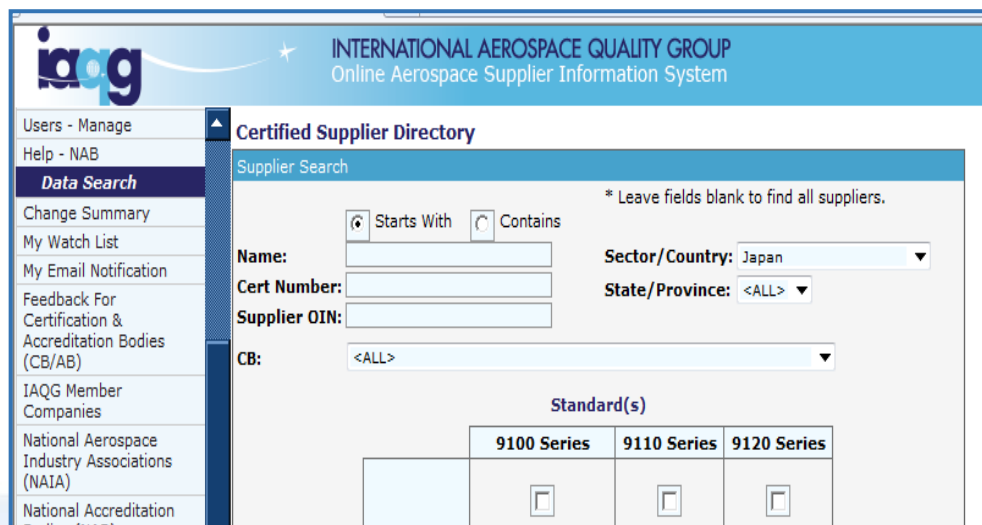 iaqg
INTERNATIONAL AEROSPACE QUALITY GROUP
Online Aerospace Supplier Information System
Users - Manage
Help - NAB
Data Search
Change Summary
My Watch List
My Email Notification
Feedback For
Certification &
Accreditation Bodies
(CB/AB)
IAQG Member
Companies
National Aerospace
Industry Associations
(NAIA)
National Accreditation
Certified Supplier Directory
Supplier Search
* Leave fields blank to find all suppliers.
Starts With Contains
Name: Sector/Country: Japan
Cert Number: State/Province: <ALL>
Supplier OIN:
CB: <ALL>
Standard(s)
9100 Series 9110 Series 9120 Series